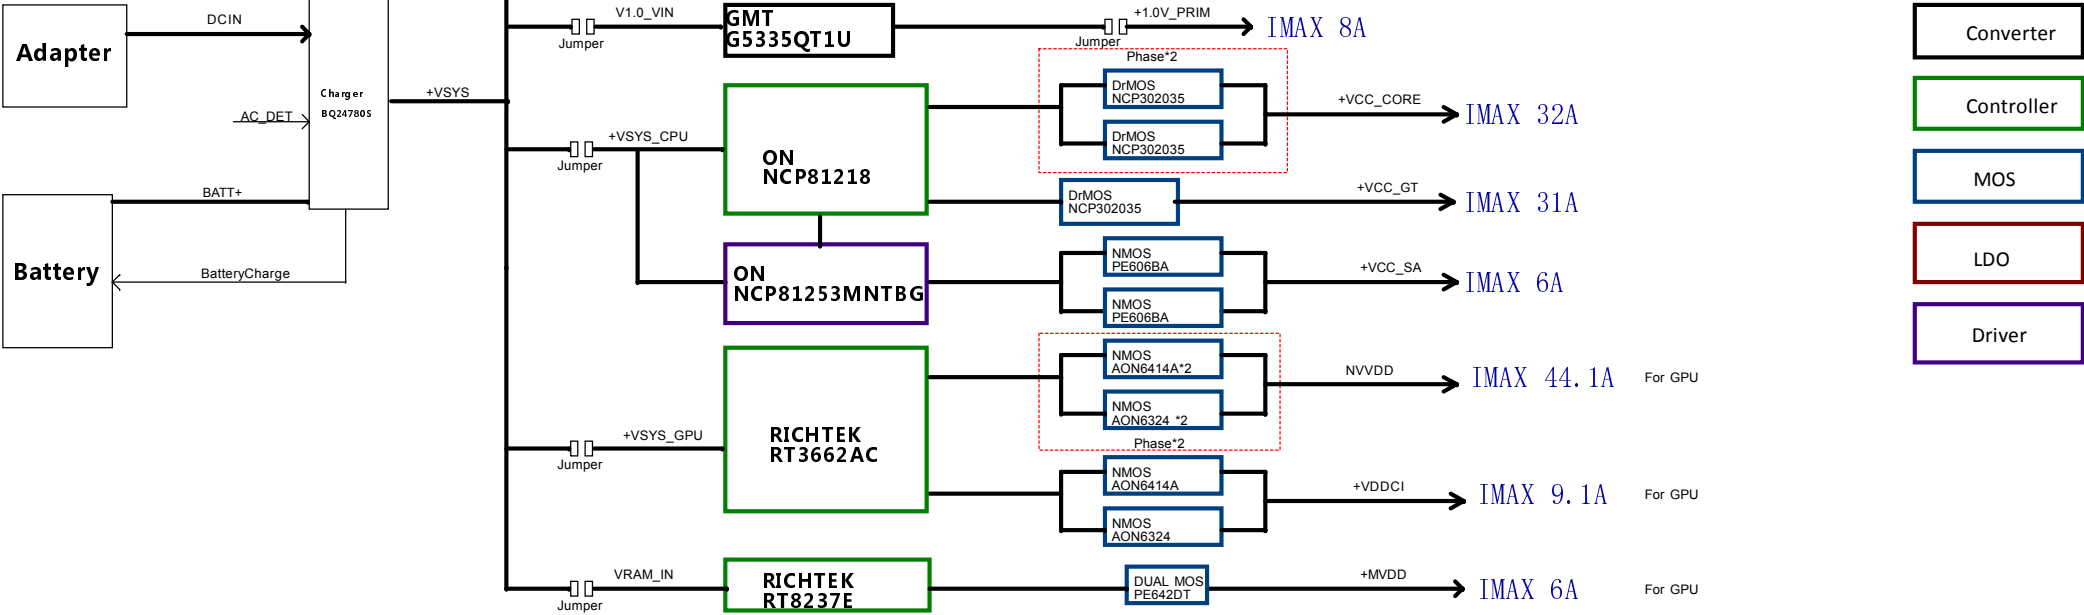 DCIN
Adapter
Charger
BQ24780S
AC_DET
BATT+
Battery
BatteryCharge
+VSYS
V1.0_VIN
Jumper
GMT
G5335QT1U
+1.0V_PRIM
Jumper
IMAX 8A
+VSYS_CPU
Jumper
ON
NCP81218
Phase*2
DrMOS
NCP302035
DrMOS
NCP302035
+VCC_CORE
IMAX 32A
DrMOS
NCP302035
+VCC_GT
IMAX 31A
ON
NCP81253MNTBG
NMOS
PE606BA
NMOS
PE606BA
+VCC_SA
IMAX 6A
+VSYS_GPU
Jumper
RICHTEK
RT3662AC
NMOS
AON6414A*2
NMOS
AON6324 *2
Phase*2
NVVDD
IMAX 44.1A
For GPU
NMOS
AON6414A
NMOS
AON6324
+VDDCI
IMAX 9.1A
For GPU
VRAM_IN
Jumper
RICHTEK
RT8237E
DUAL MOS
PE642DT
+MVDD
IMAX 6A
For GPU
Converter
Controller
MOS
LDO
Driver